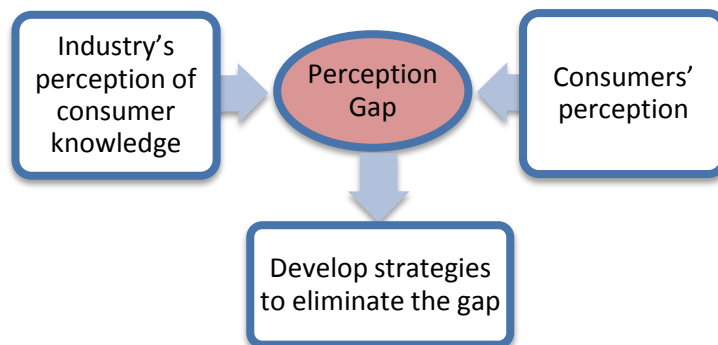 Industry’s
perception of
consumer
knowledge
Perception
Gap
Consumers’
perception
Develop strategies
to eliminate the gap